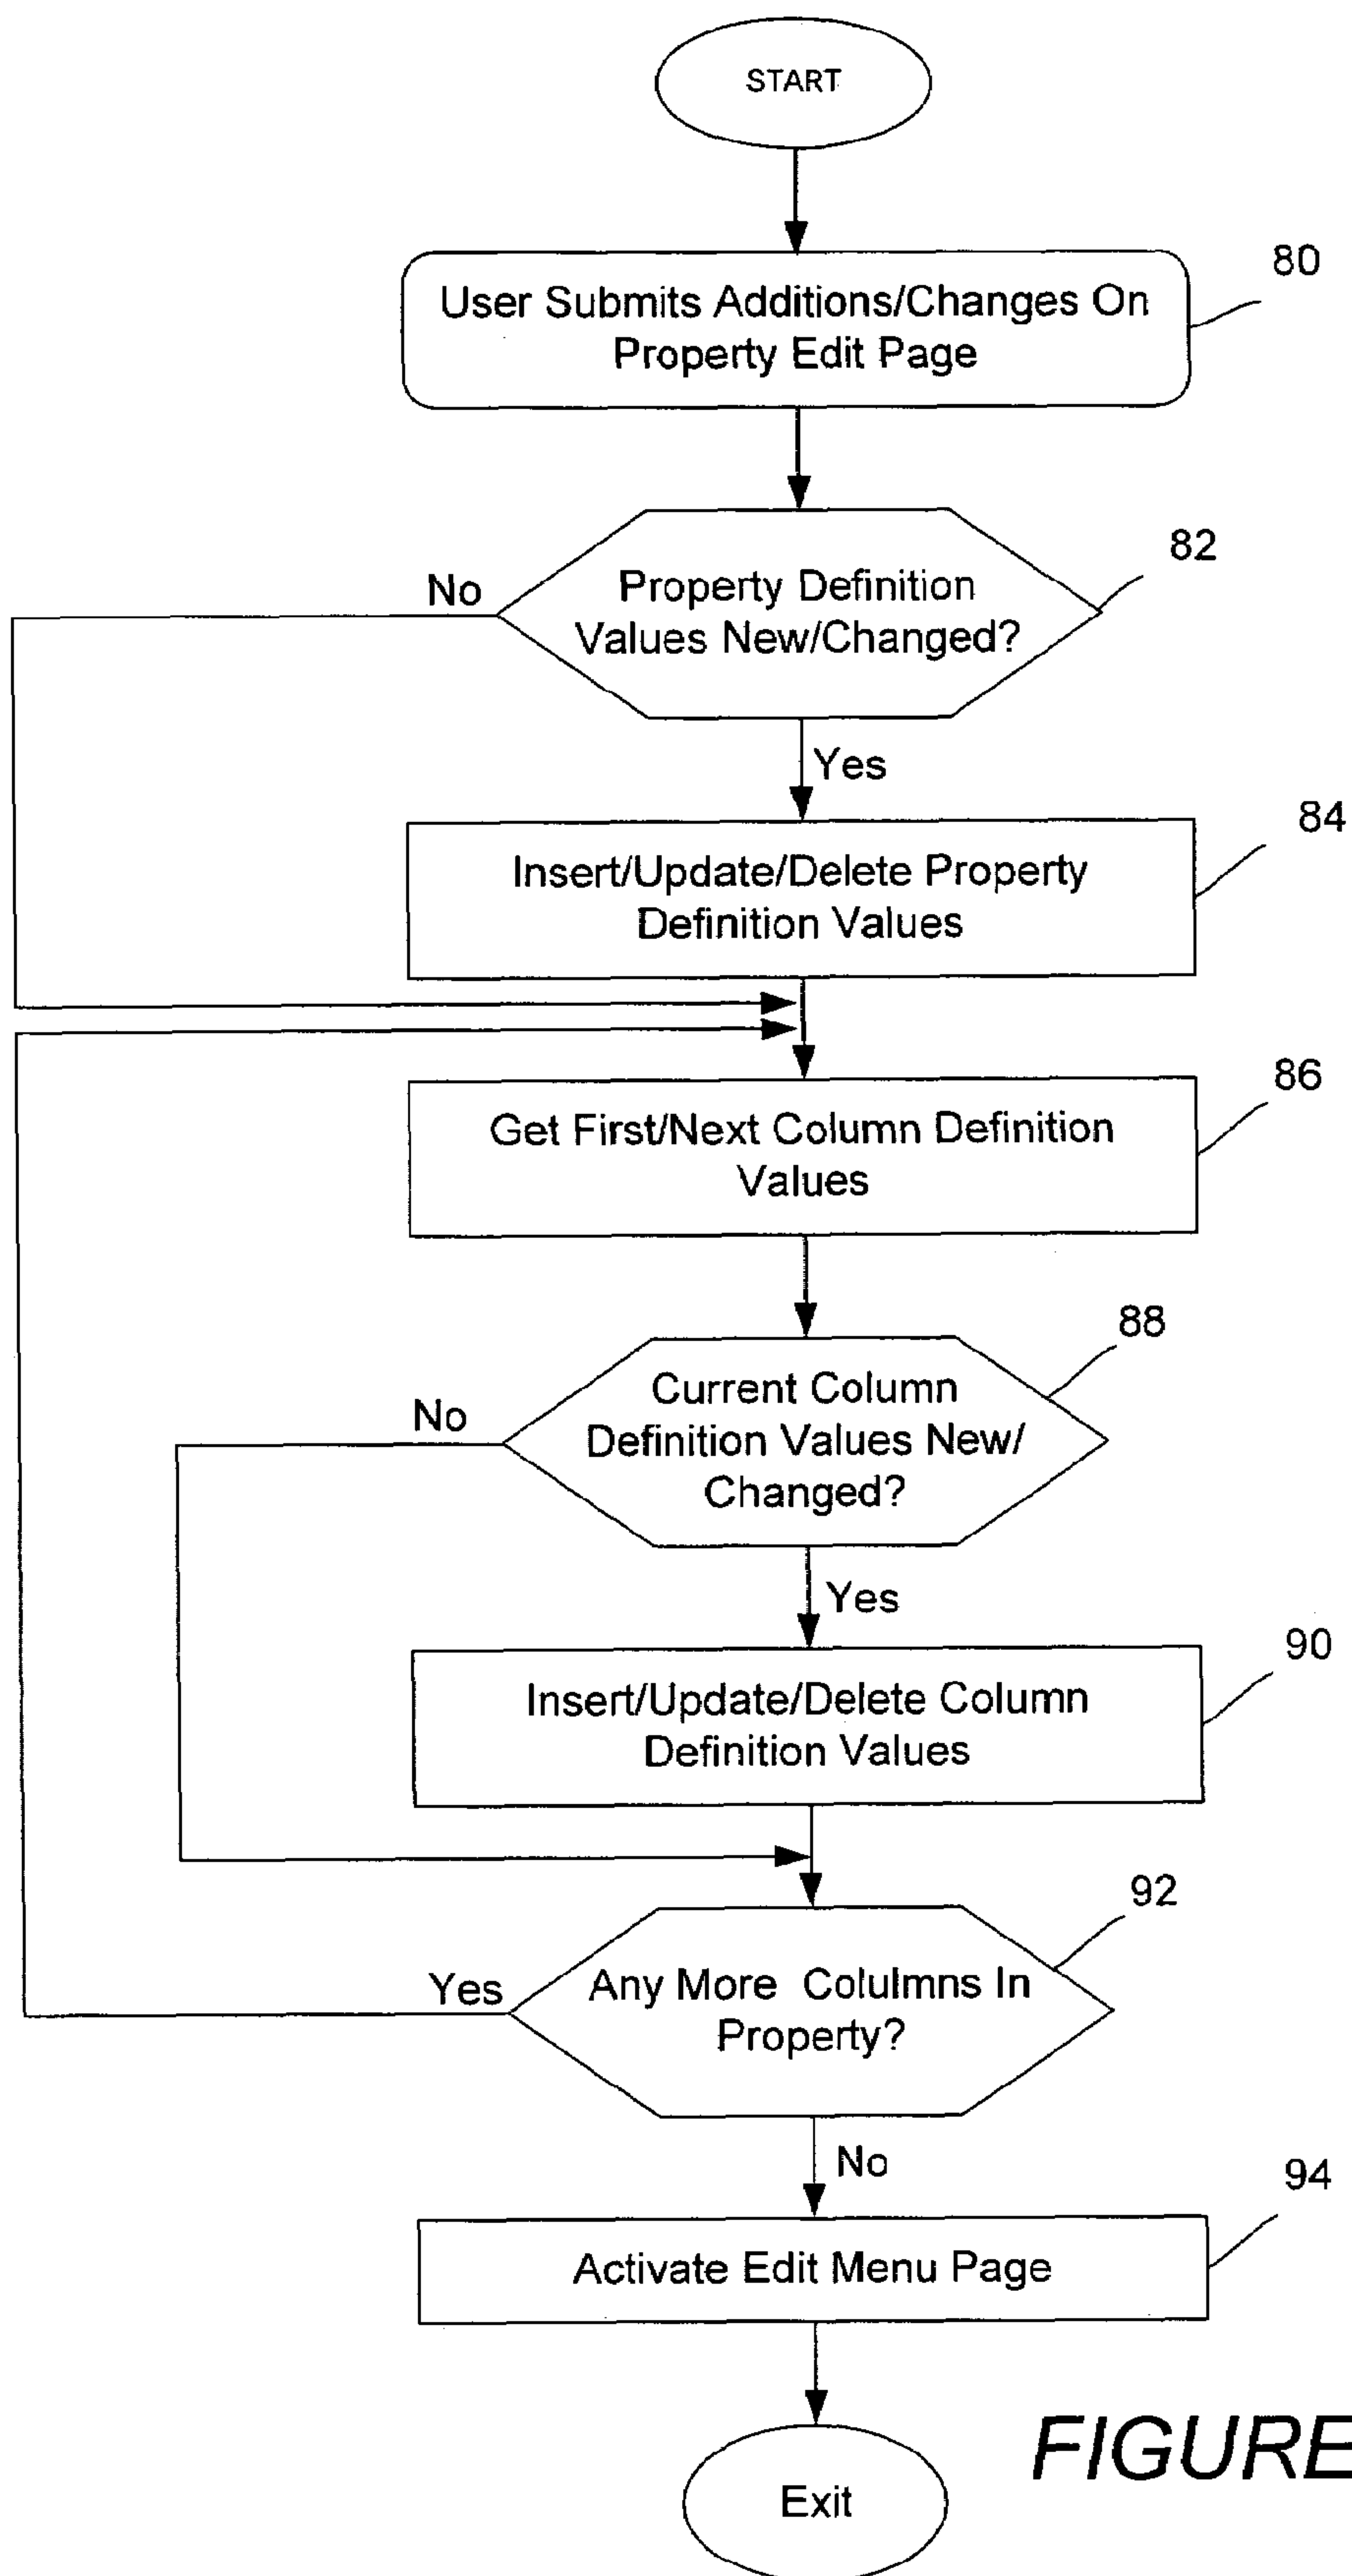 START
80
User Submits Additions/Changes On
Property Edit Page
82
No
Property Definition
Values New/Changed?
Yes
84
Insert/Update/Delete Property
Definition Values
86
Get First/Next Column Definition
Values
88
No
Current Column
Definition Values New/
Changed?
Yes
90
Insert/Update/Delete Column
Definition Values
92
Yes
Any More Colulmns In
Property?
No
94
Activate Edit Menu Page
FIGURE
Exit